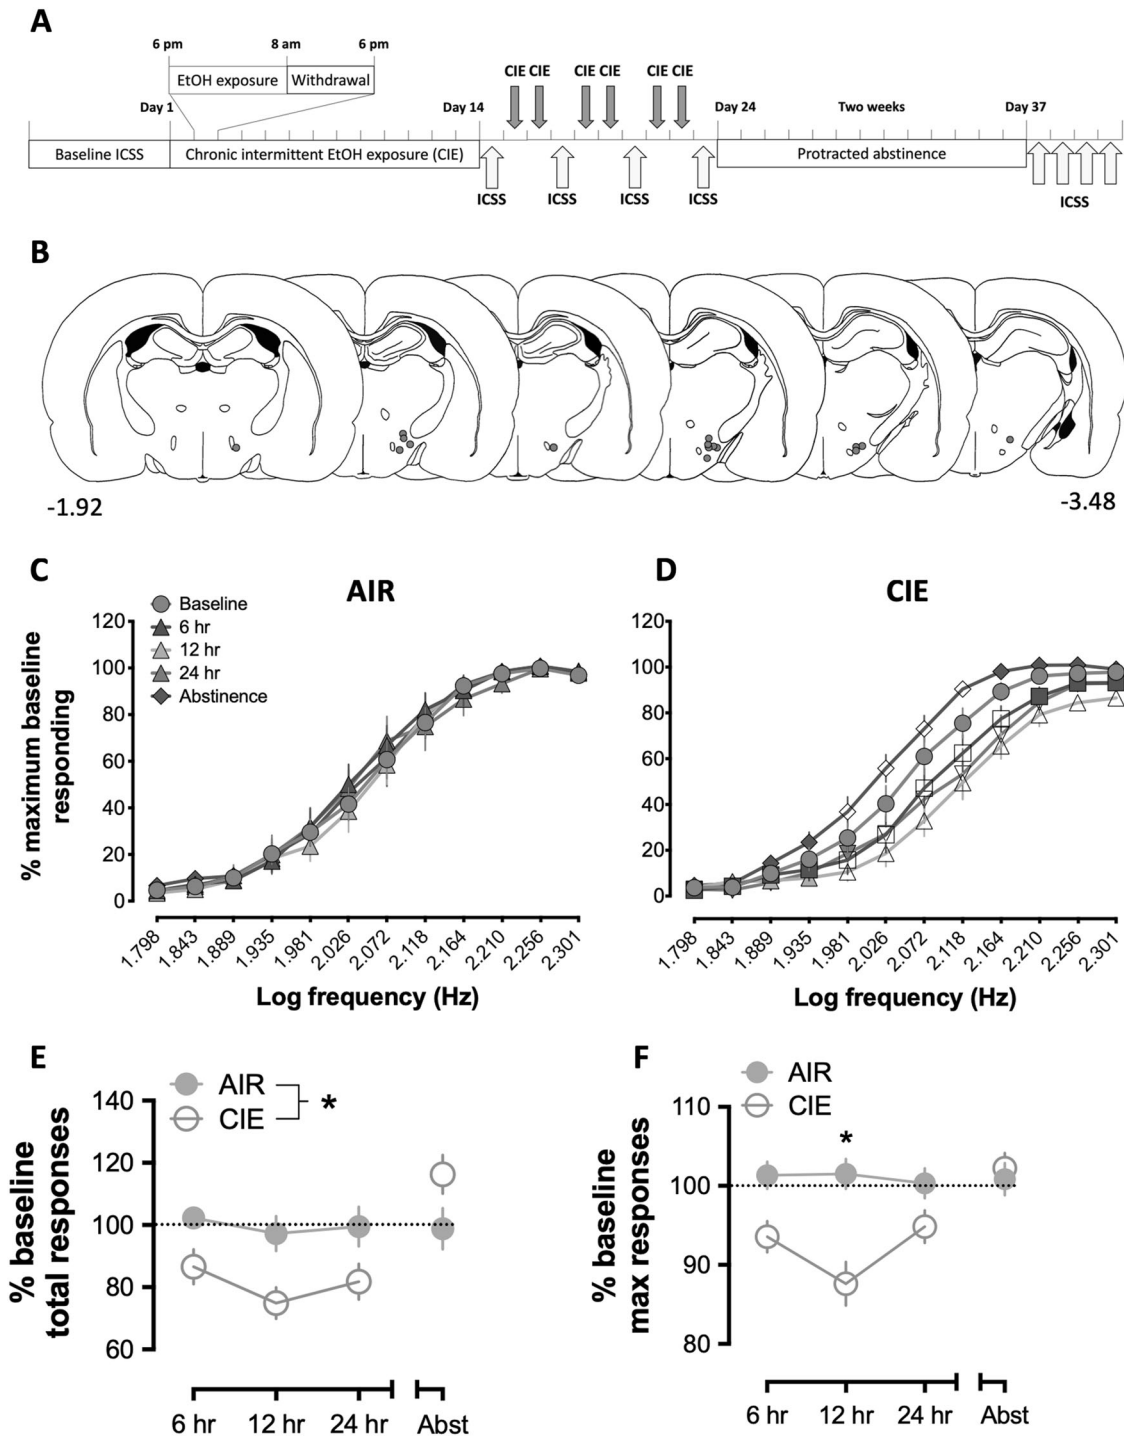 A
6 pm 8 am 6 pm
EtOH exposure Withdrawal
CIE CIE CIE CIE CIE CIE
Day 1 Day 14 Day 24 Two weeks Day 37
Baseline ICSS Chronic intermittent EtOH exposure (CIE) Protracted abstinence
ICSS ICSS ICSS ICSS ICSS
B
-1.92 -3.48
C AIR
Baseline
6 hr
12 hr
24 hr
Abstinence
% maximum baseline
responding
120
100
80
60
40
20
0
1.798 1.843 1.889 1.935 1.981 2.026 2.072 2.118 2.164 2.210 2.256 2.301
Log frequency (Hz)
D CIE
120
100
80
60
40
20
0
1.798 1.843 1.889 1.935 1.981 2.026 2.072 2.118 2.164 2.210 2.256 2.301
Log frequency (Hz)
E
AIR
CIE
*
% baseline
total responses
140
120
100
80
60
6 hr 12 hr 24 hr Abst
F
AIR
CIE
*
% baseline
max responses
110
100
90
80
6 hr 12 hr 24 hr Abst